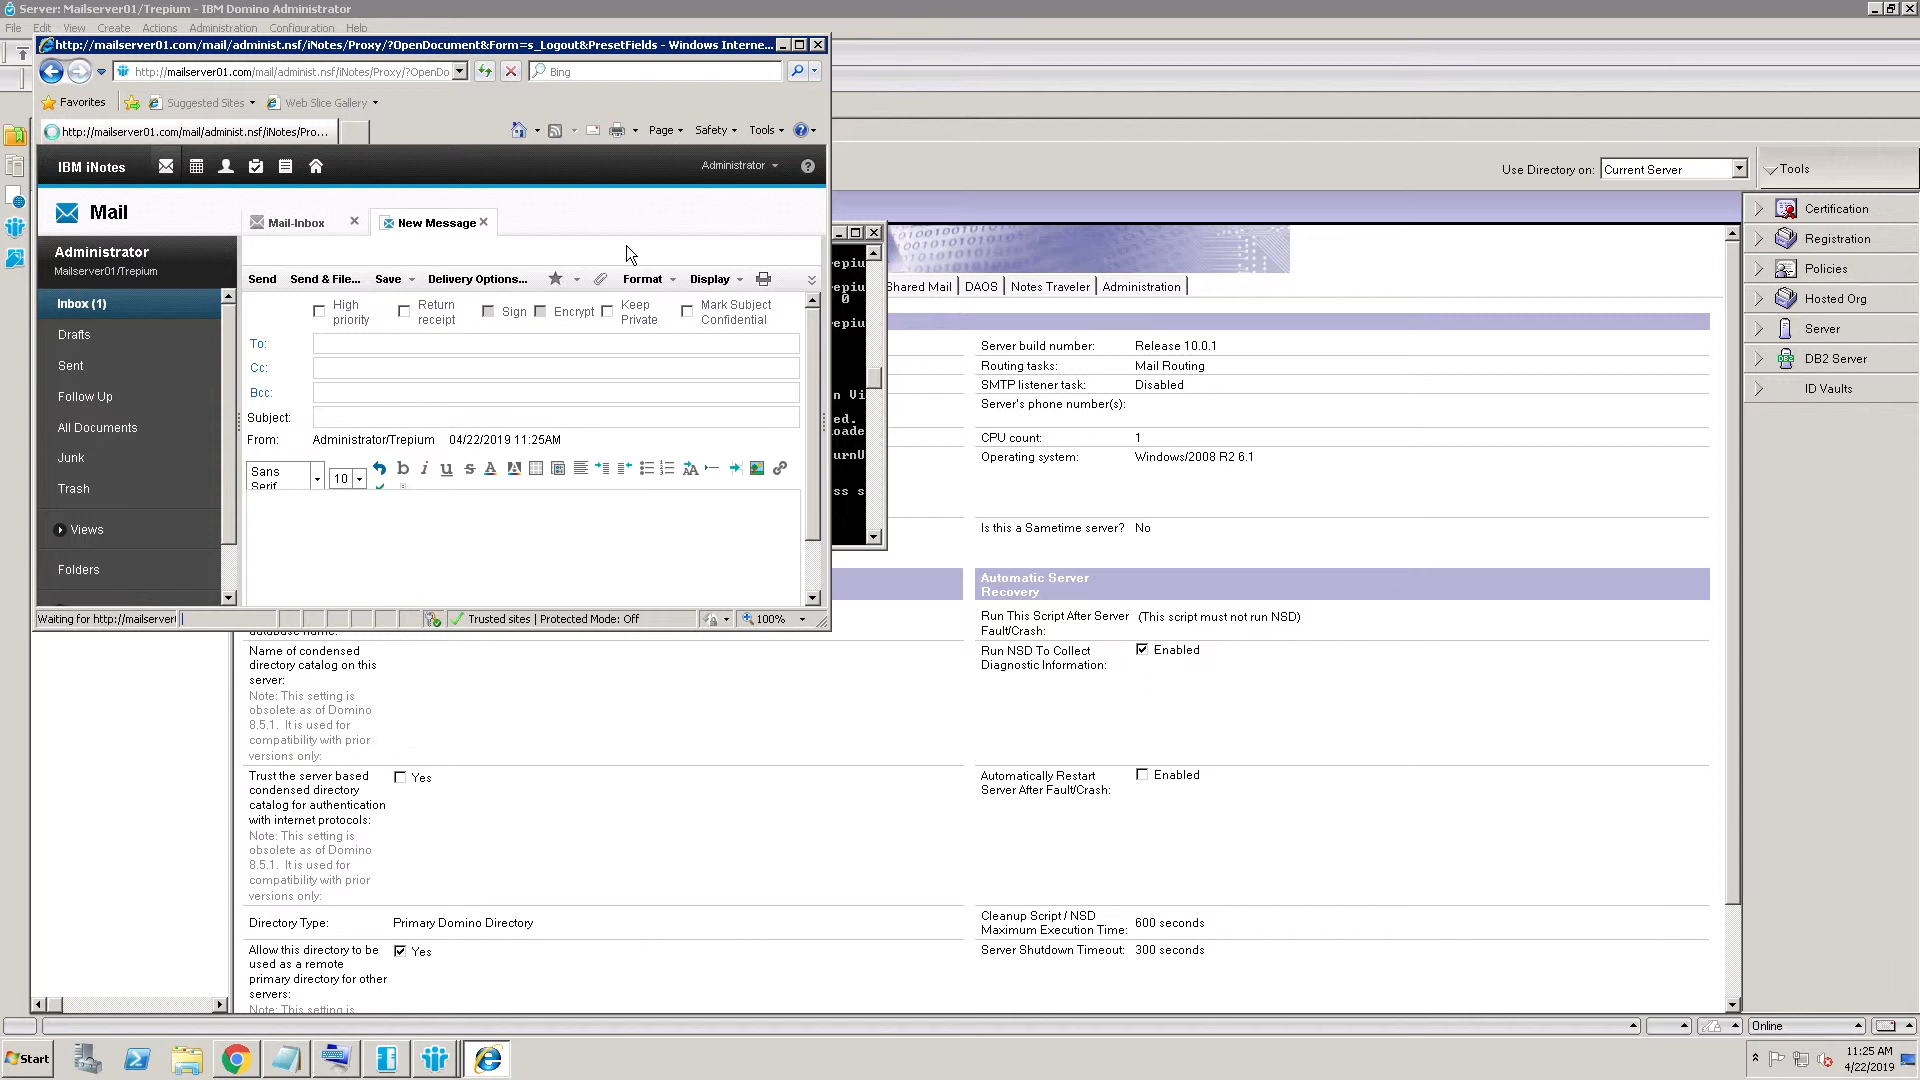 Server: Mailserver01/Trepium - IBM Domino Administrator
File Edit View Create Actions Administration Configuration Help
http://mailserver01.com/mail/administ.nsf/iNotes/Proxy/?OpenDocument&Form=s_Logout&PresetFields - Windows Interne...
http://mailserver01.com/mail/administ.nsf/iNotes/Proxy/?OpenDo
Bing
Favorites
Suggested Sites
Web Slice Gallery
http://mailserver01.com/mail/administ.nsf/iNotes/Pro...
Page Safety Tools
IBM iNotes
Administrator
Mail
Mail-Inbox
New Message
Administrator
Mailserver01/Trepium
Inbox (1)
Drafts
Sent
Follow Up
All Documents
Junk
Trash
Views
Folders
Send Send & File... Save Delivery Options... Format Display
High priority
Return receipt
Sign
Encrypt
Keep Private
Mark Subject Confidential
To:
Cc:
Bcc:
Subject:
From: Administrator/Trepium 04/22/2019 11:25AM
Sans Serif
10
Waiting for http://mailserver
Trusted sites | Protected Mode: Off
100%
epiu
repiu
0
repiu
n Vi
ed.
oade
urnU
ss s
Use Directory on: Current Server
Tools
Certification
Registration
Policies
Hosted Org
Server
DB2 Server
ID Vaults
Shared Mail | DAOS | Notes Traveler | Administration |
Server build number: Release 10.0.1
Routing tasks: Mail Routing
SMTP listener task: Disabled
Server's phone number(s):
CPU count: 1
Operating system: Windows/2008 R2 6.1
Is this a Sametime server? No
Automatic Server
Recovery
Run This Script After Server
Fault/Crash:
(This script must not run NSD)
Run NSD To Collect
Diagnostic Information:
Enabled
Automatically Restart
Server After Fault/Crash:
Enabled
Cleanup Script / NSD
Maximum Execution Time:
600 seconds
Server Shutdown Timeout: 300 seconds
database name:
Name of condensed
directory catalog on this
server:
Note: This setting is
obsolete as of Domino
8.5.1. It is used for
compatibility with prior
versions only:
Trust the server based
condensed directory
catalog for authentication
with internet protocols:
Yes
Note: This setting is
obsolete as of Domino
8.5.1. It is used for
compatibility with prior
versions only:
Directory Type: Primary Domino Directory
Allow this directory to be
used as a remote
primary directory for other
servers:
Yes
Note: This setting is
Online
Start
11:25 AM
4/22/2019